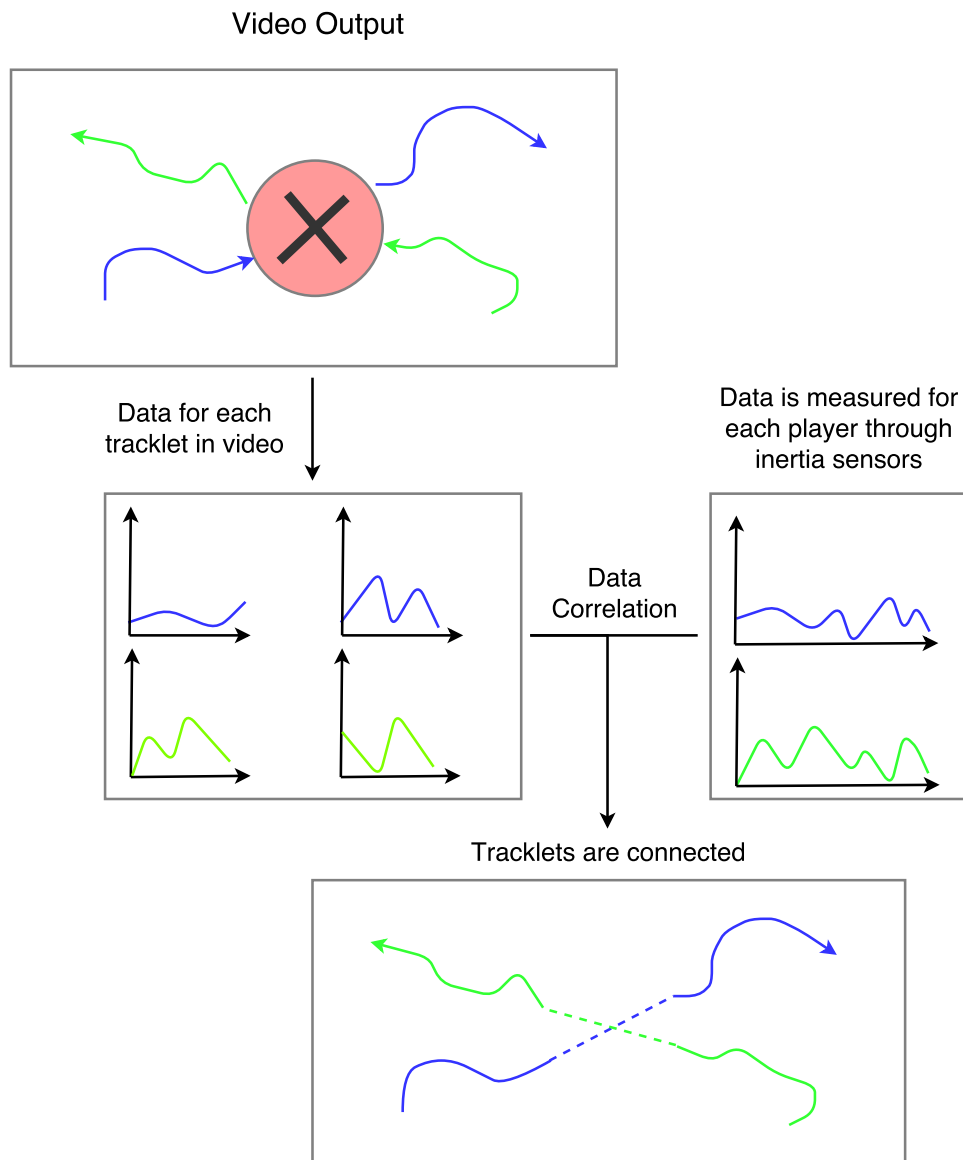 Video Output
Data for each
tracklet in video
Data is measured for
each player through
inertia sensors
Data
Correlation
Tracklets are connected